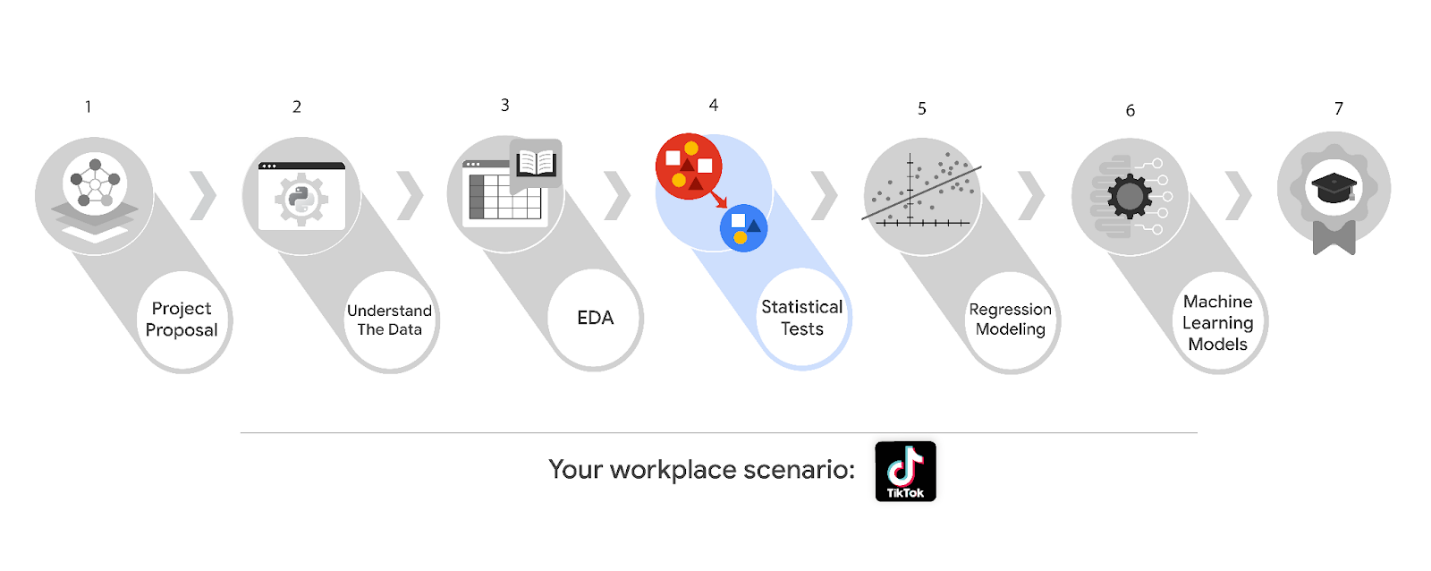 1
2
3
4
5
6
7
Project
Proposal
Understand
The Data
EDA
Statistical
Tests
Regression
Modeling
Machine
Learning
Models
Your workplace scenario:
TikTok